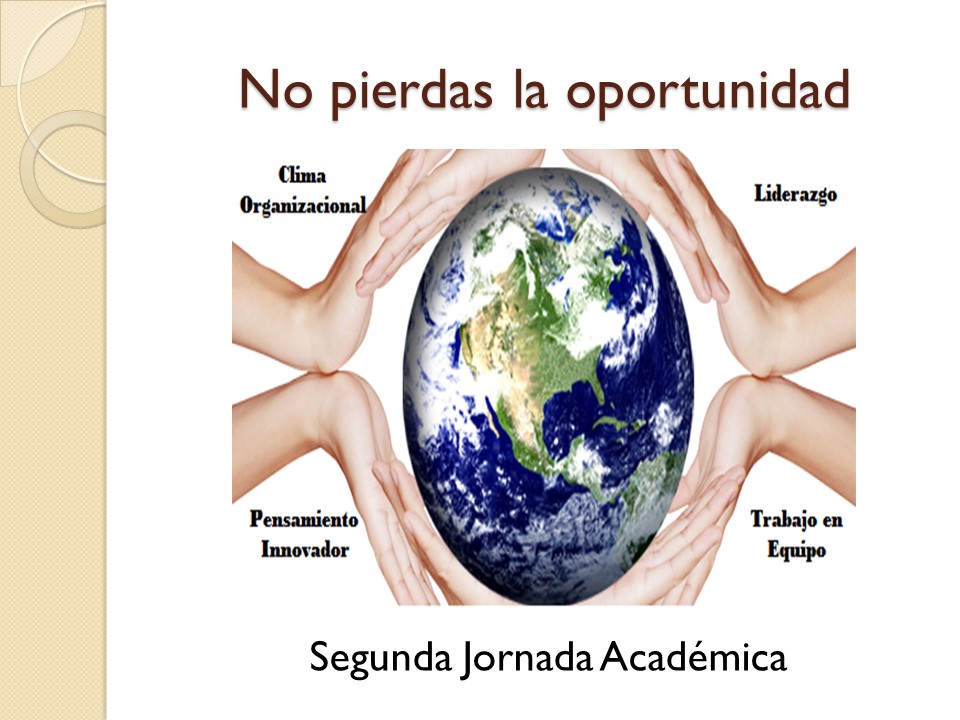 No pierdas la oportunidad
Clima
Organizacional
Liderazgo
Pensamiento
Innovador
Trabajo en
Equipo
Segunda Jornada Académica